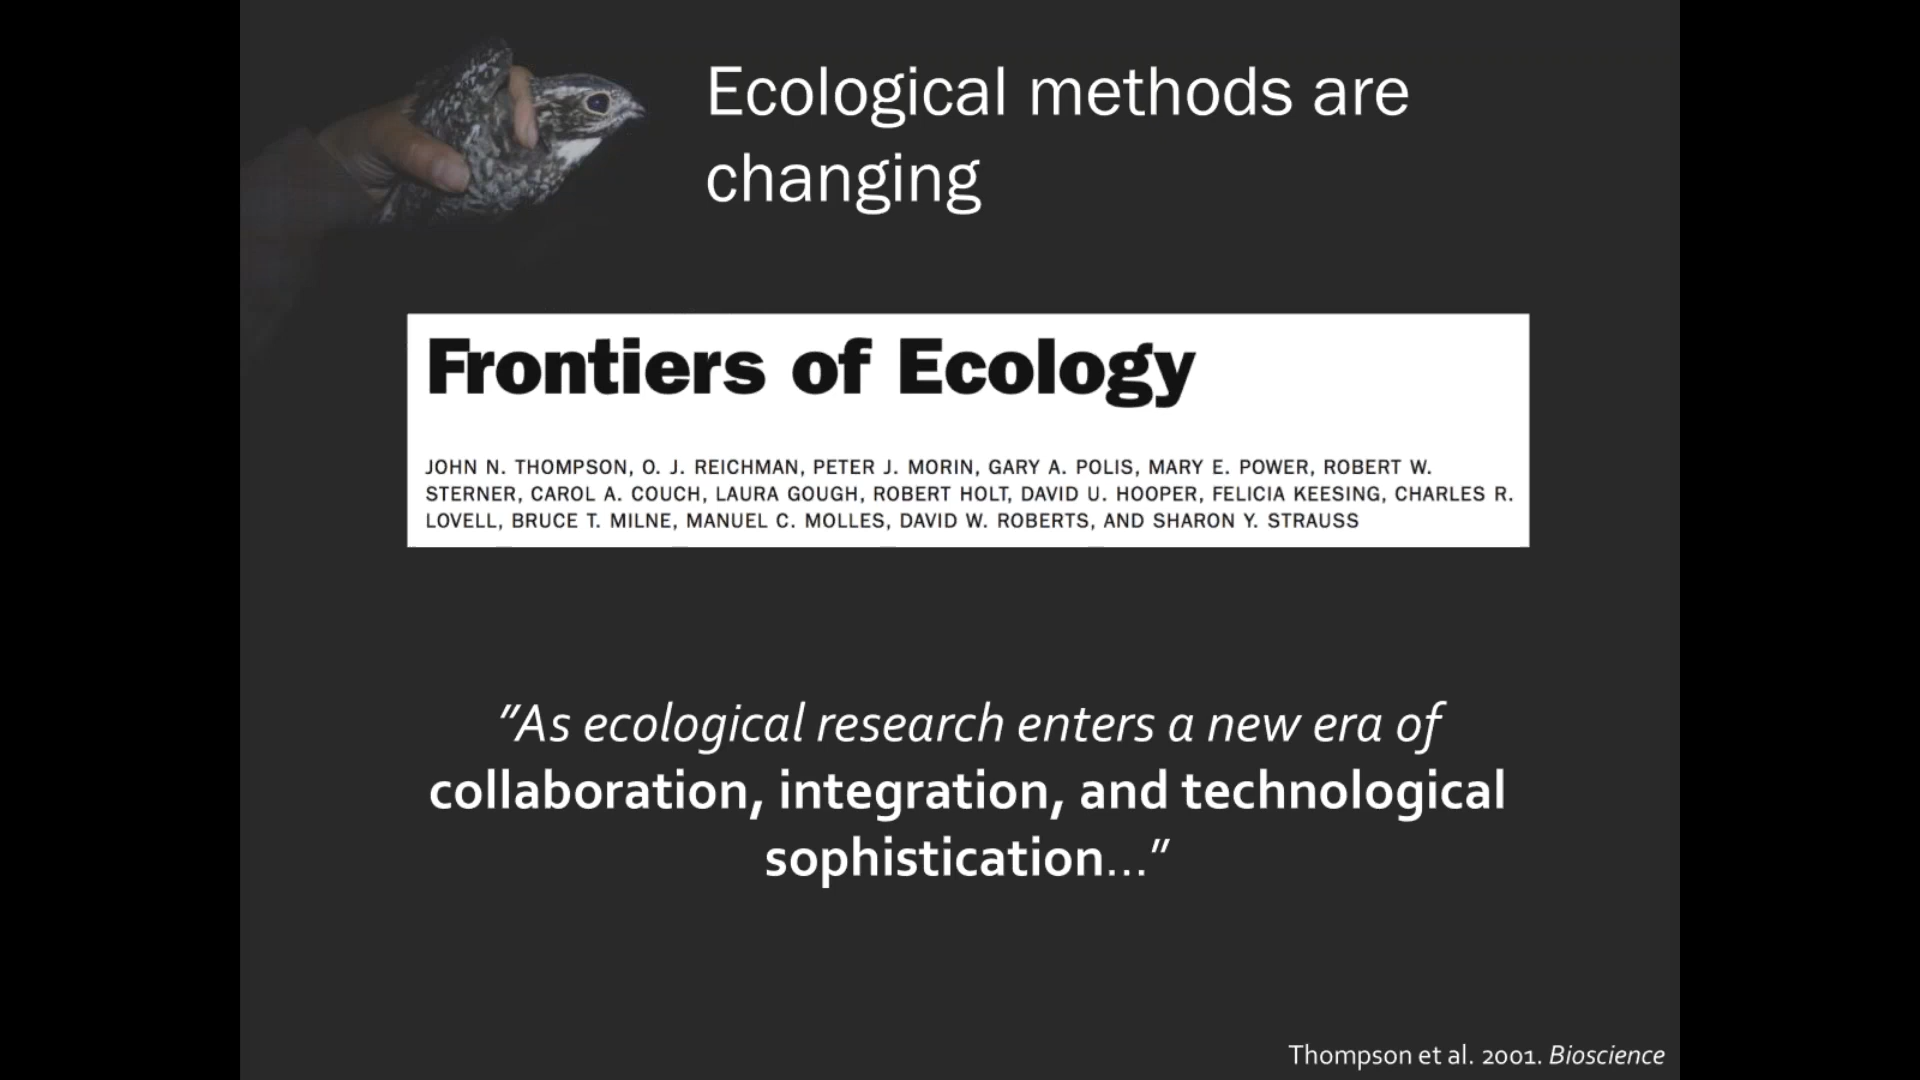 Ecological methods are
changing
Frontiers of Ecology
JOHN N. THOMPSON, O. J. REICHMAN, PETER J. MORIN, GARY A. POLIS, MARY E. POWER, ROBERT W.
STERNER, CAROL A. COUCH, LAURA GOUGH, ROBERT HOLT, DAVID U. HOOPER, FELICIA KEESING, CHARLES R.
LOVELL, BRUCE T. MILNE, MANUEL C. MOLLES, DAVID W. ROBERTS, AND SHARON Y. STRAUSS
"As ecological research enters a new era of
collaboration, integration, and technological
sophistication…"
Thompson et al. 2001. Bioscience